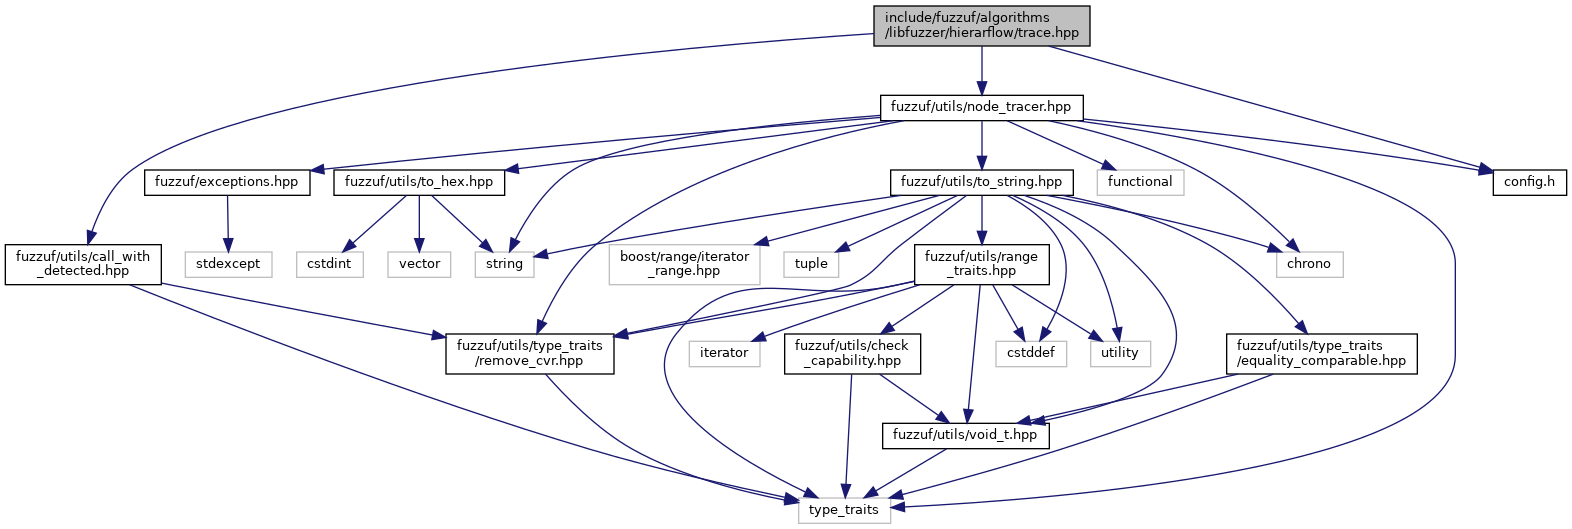 include/fuzzuf/algorithms
/libfuzzer/hierarflow/trace.hpp
fuzzuf/utils/node_tracer.hpp
fuzzuf/exceptions.hpp
fuzzuf/utils/to_hex.hpp
fuzzuf/utils/to_string.hpp
functional
config.h
fuzzuf/utils/call_with
_detected.hpp
stdexcept
cstdint
vector
string
boost/range/iterator
_range.hpp
tuple
fuzzuf/utils/range
_traits.hpp
chrono
fuzzuf/utils/type_traits
/remove_cvr.hpp
iterator
fuzzuf/utils/check
_capability.hpp
cstddef
utility
fuzzuf/utils/type_traits
/equality_comparable.hpp
fuzzuf/utils/void_t.hpp
type_traits